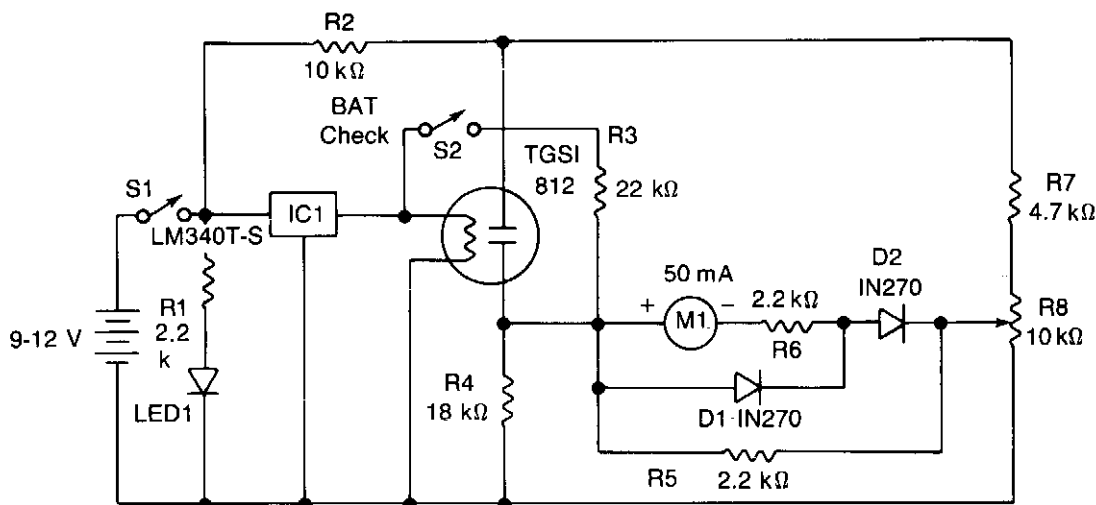 R2
10 kΩ
BAT
Check
S2
R3
22 kΩ
TGSI
812
S1
IC1
LM340T-S
R1
2.2
k
9-12 V
LED1
R4
18 kΩ
50 mA
+
M1
−
2.2 kΩ
R6
D2
IN270
R7
4.7 kΩ
R8
10 kΩ
D1-IN270
R5
2.2 kΩ